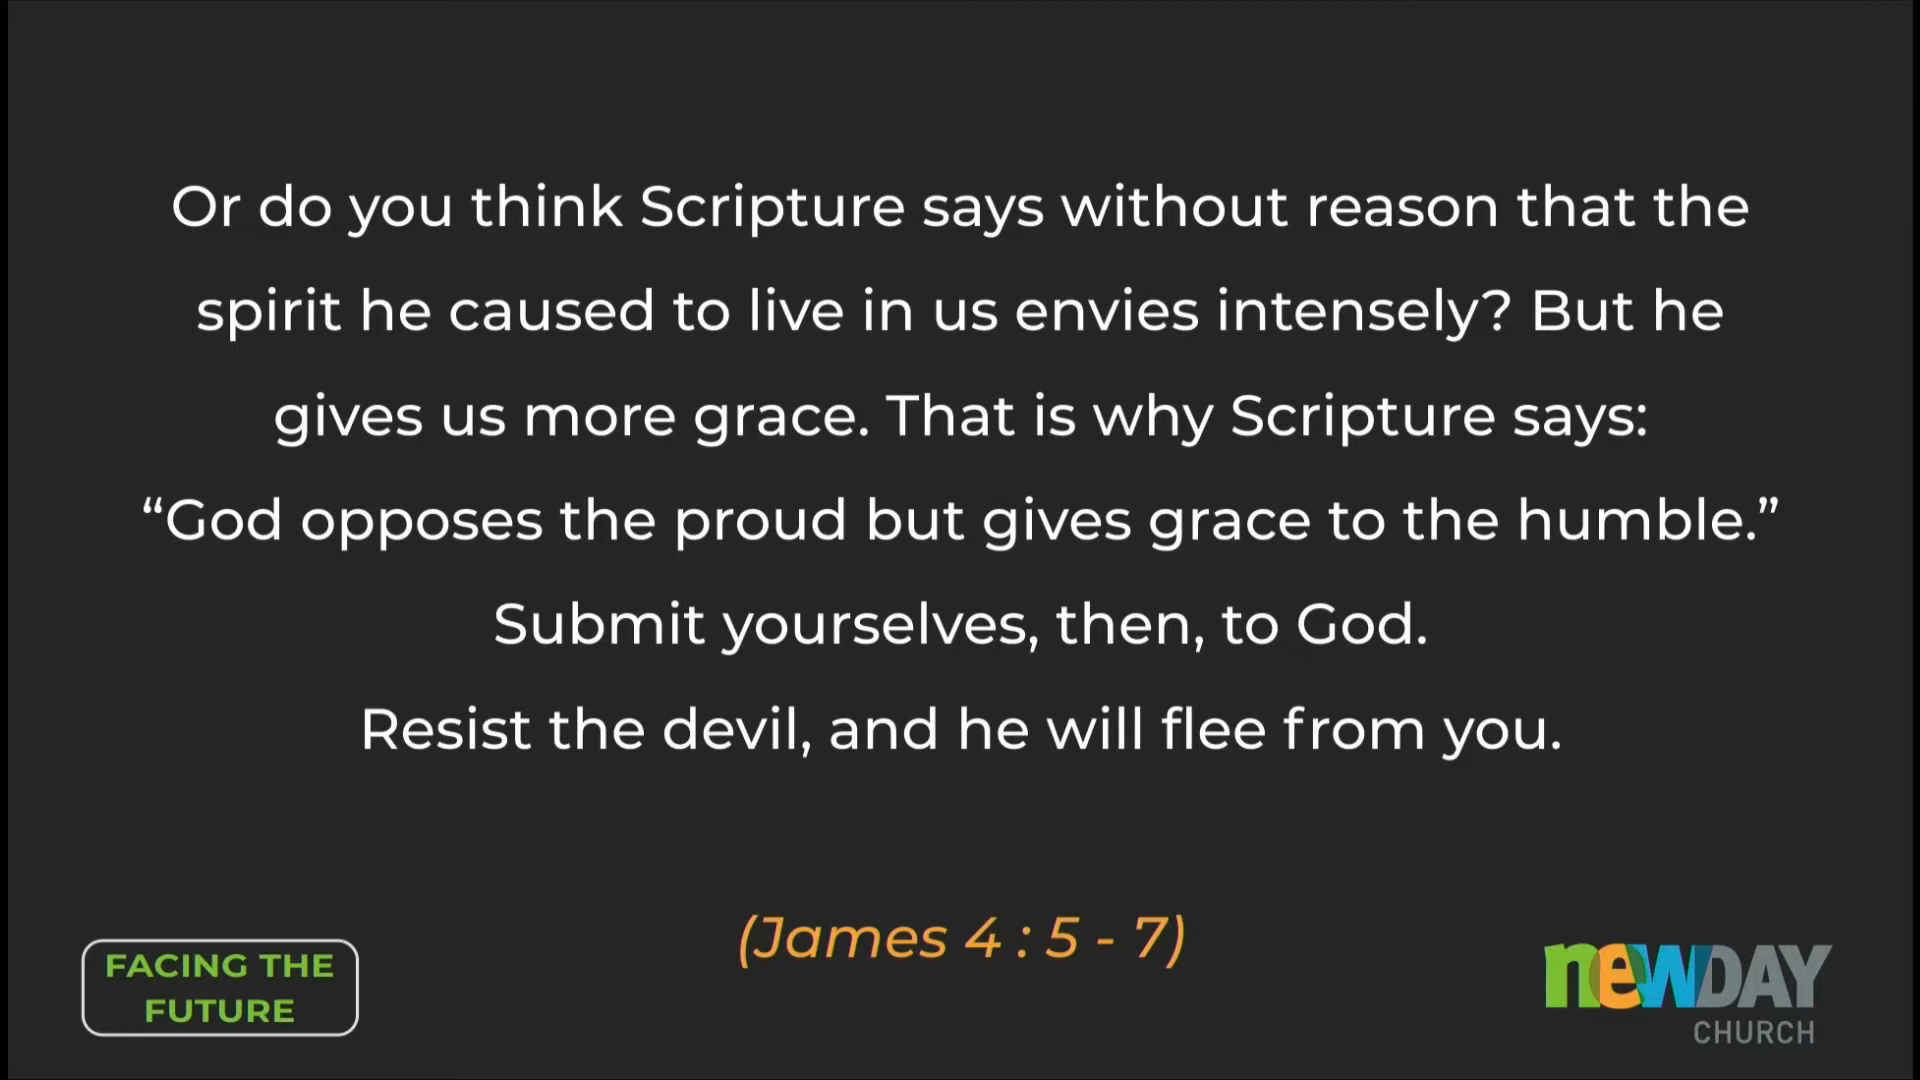 Or do you think Scripture says without reason that the
spirit he caused to live in us envies intensely? But he
gives us more grace. That is why Scripture says:
“God opposes the proud but gives grace to the humble.”
Submit yourselves, then, to God.
Resist the devil, and he will flee from you.
(James 4 : 5 - 7)
FACING THE
FUTURE
newDAY
CHURCH